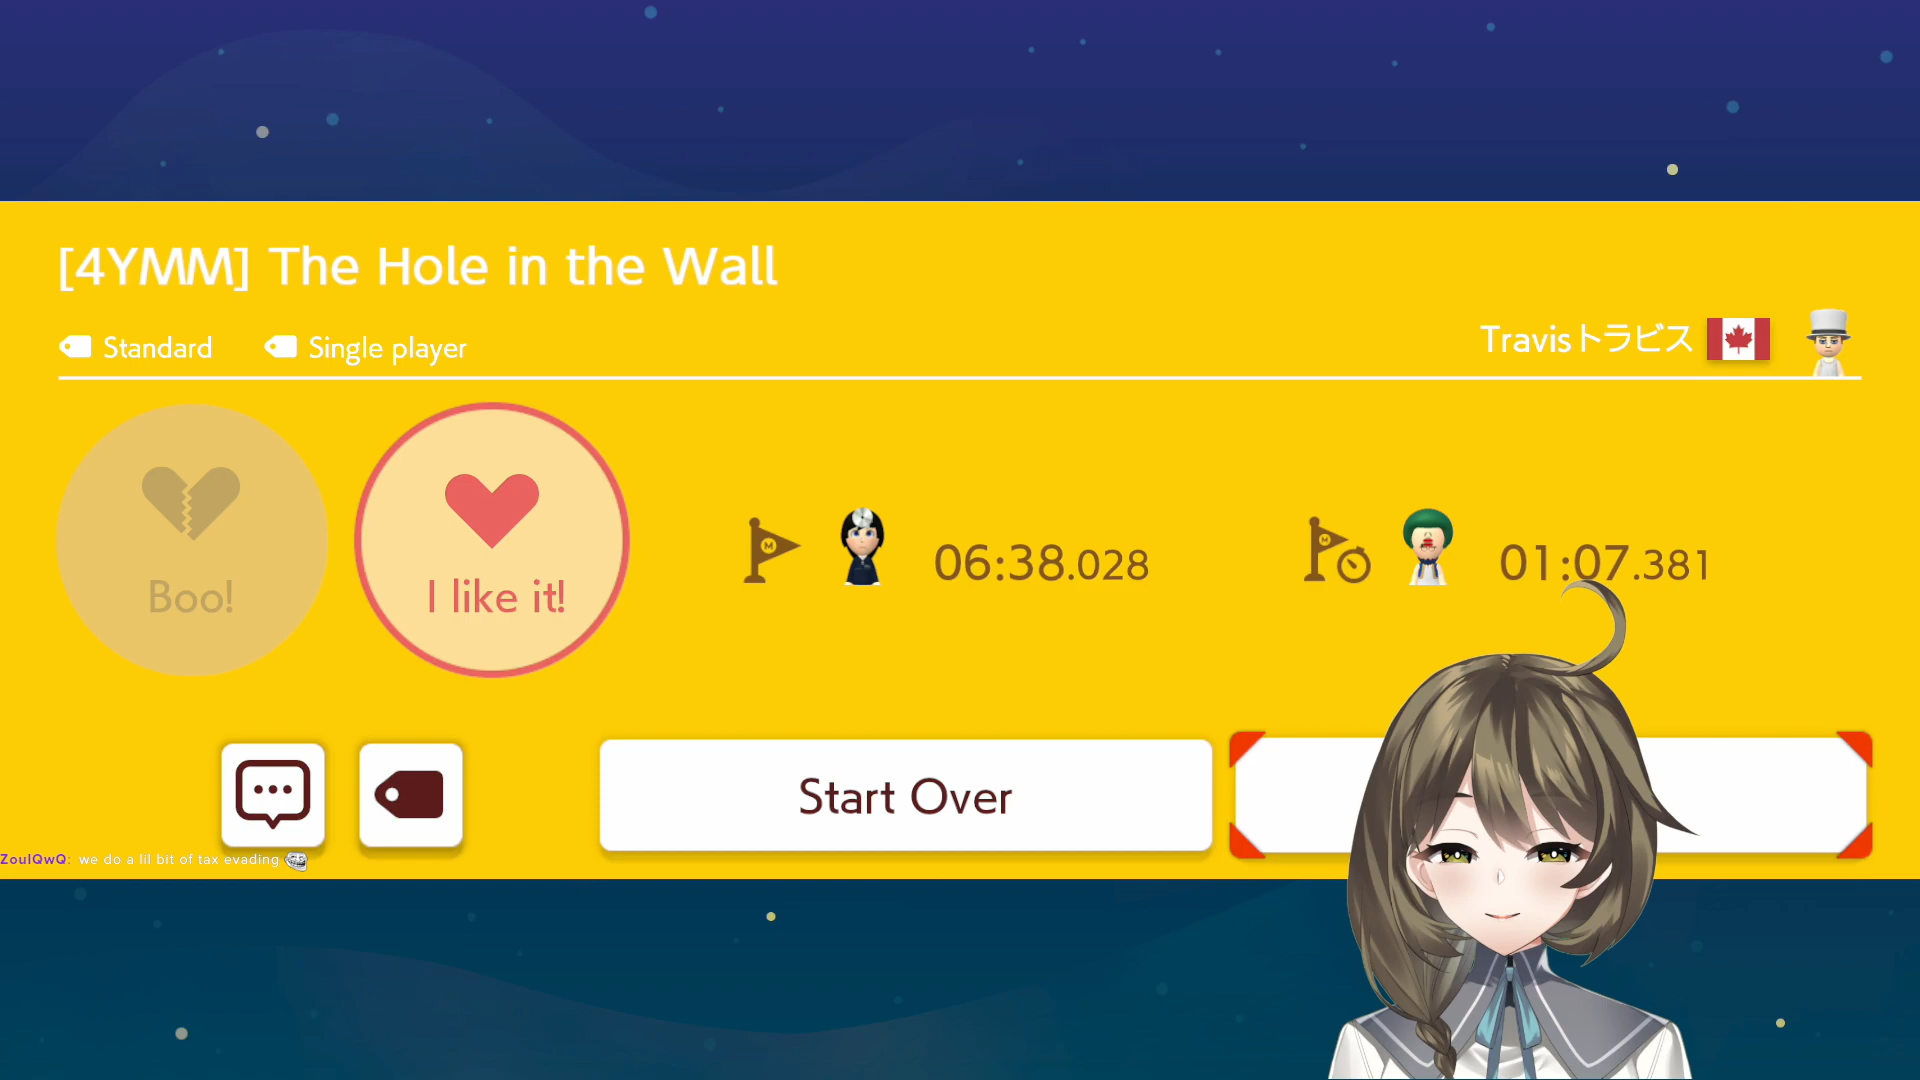 [4YMM] The Hole in the Wall
Standard
Single player
Travisトラビス
Boo!
I like it!
M
06:38.028
M
01:07.381
Start Over
ZoulQwQ: we do a lil bit of tax evading